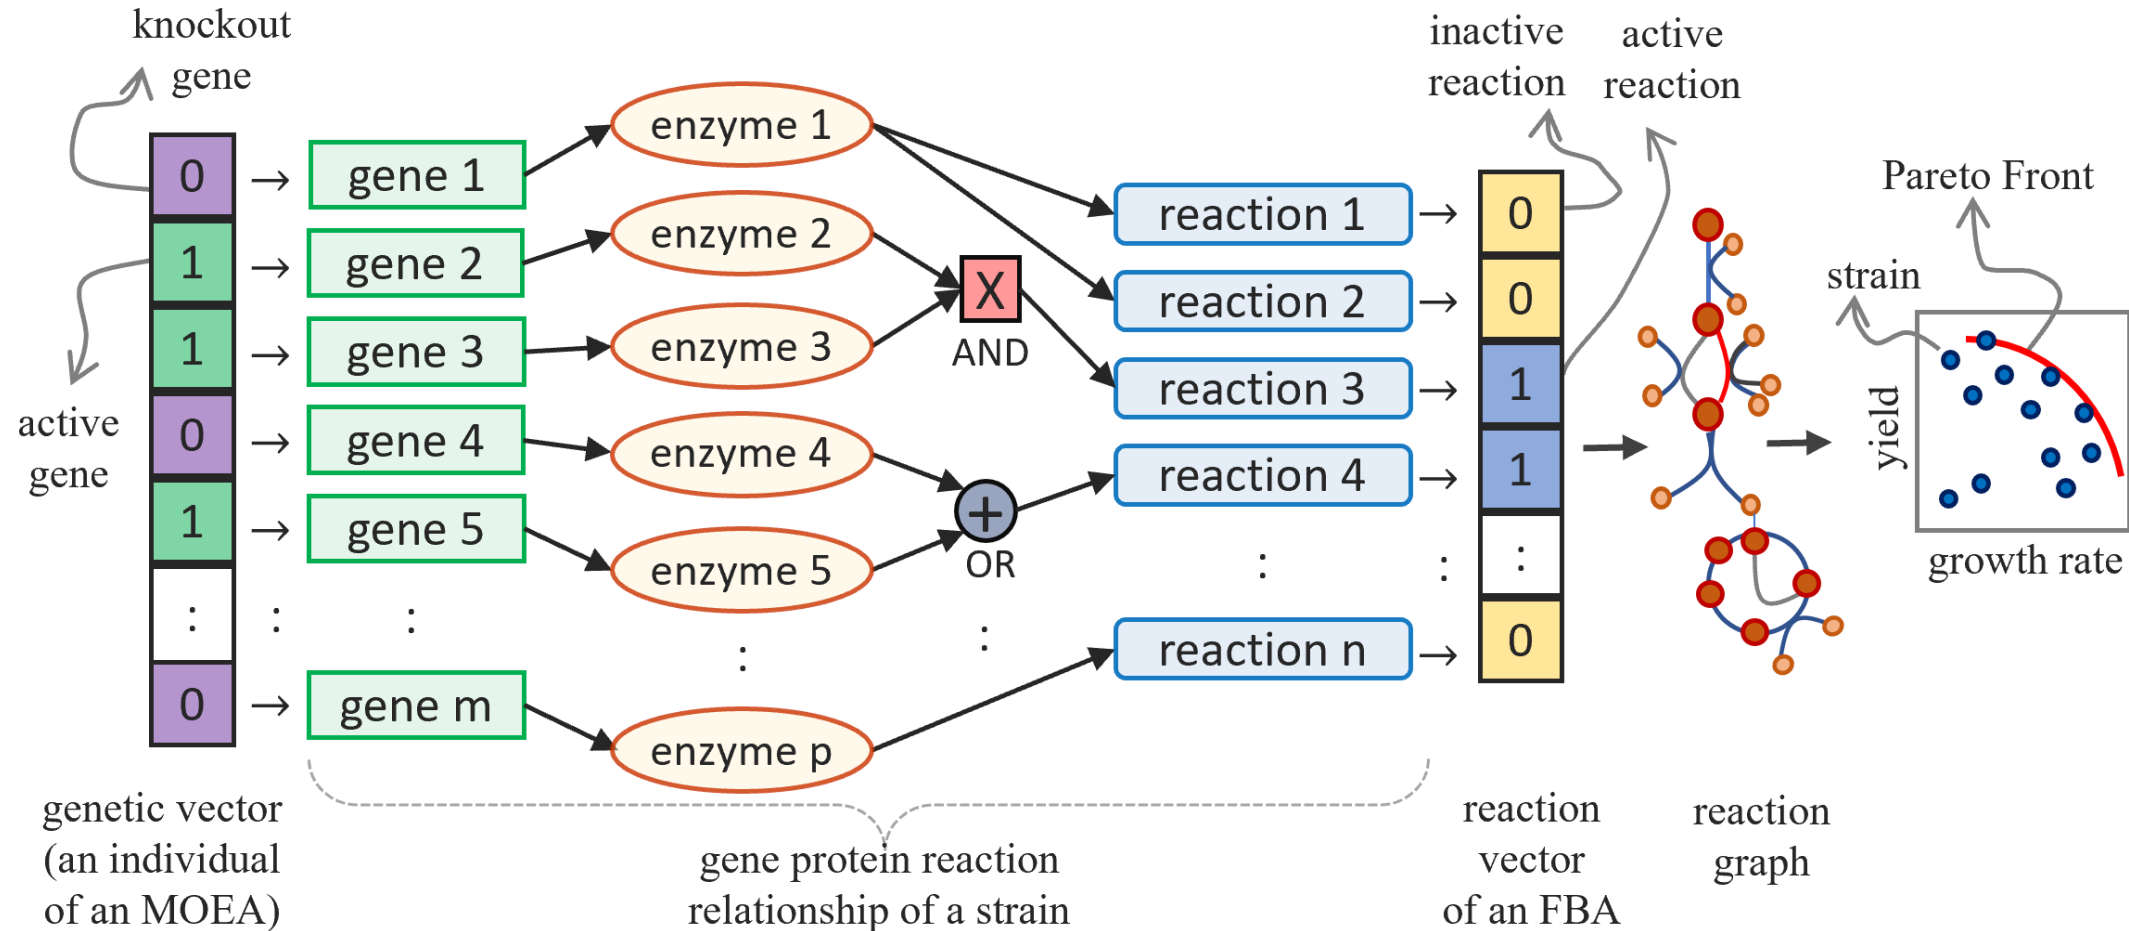 knockout
gene
inactive
reaction
active
reaction
0
1
1
0
1
:
0
→
→
→
→
→
:
→
gene 1
gene 2
gene 3
gene 4
gene 5
:
gene m
enzyme 1
enzyme 2
enzyme 3
enzyme 4
enzyme 5
:
enzyme p
X
AND
+
OR
:
reaction 1
reaction 2
reaction 3
reaction 4
:
reaction n
→
→
→
→
:
→
0
0
1
1
:
0
active
gene
Pareto Front
strain
yield
growth rate
genetic vector
(an individual
of an MOEA)
gene protein reaction
relationship of a strain
reaction
vector
of an FBA
reaction
graph